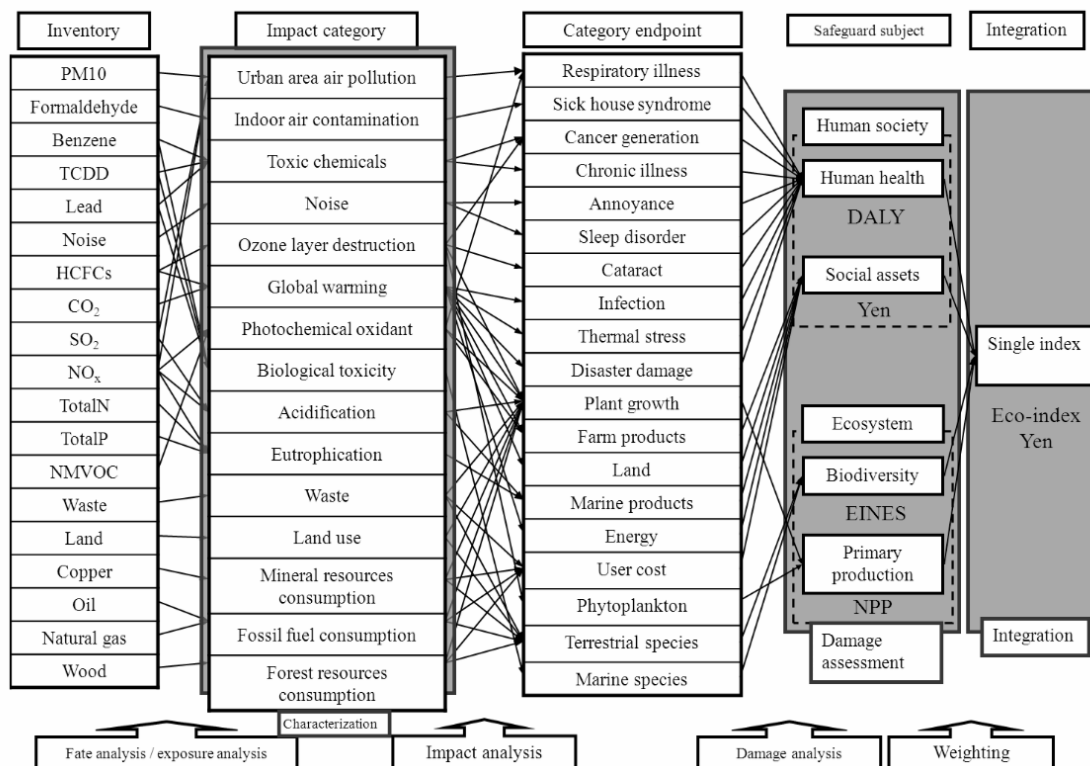 Inventory
Impact category
Category endpoint
Safeguard subject
Integration
PM10
Formaldehyde
Benzene
TCDD
Lead
Noise
HCFCs
CO₂
SO₂
NOₓ
TotalN
TotalP
NMVOC
Waste
Land
Copper
Oil
Natural gas
Wood
Urban area air pollution
Indoor air contamination
Toxic chemicals
Noise
Ozone layer destruction
Global warming
Photochemical oxidant
Biological toxicity
Acidification
Eutrophication
Waste
Land use
Mineral resources
consumption
Fossil fuel consumption
Forest resources
consumption
Characterization
Respiratory illness
Sick house syndrome
Cancer generation
Chronic illness
Annoyance
Sleep disorder
Cataract
Infection
Thermal stress
Disaster damage
Plant growth
Farm products
Land
Marine products
Energy
User cost
Phytoplankton
Terrestrial species
Marine species
Human society
Human health
DALY
Social assets
Yen
Ecosystem
Biodiversity
EINES
Primary
production
NPP
Damage
assessment
Single index
Eco-index
Yen
Integration
Fate analysis / exposure analysis
Impact analysis
Damage analysis
Weighting